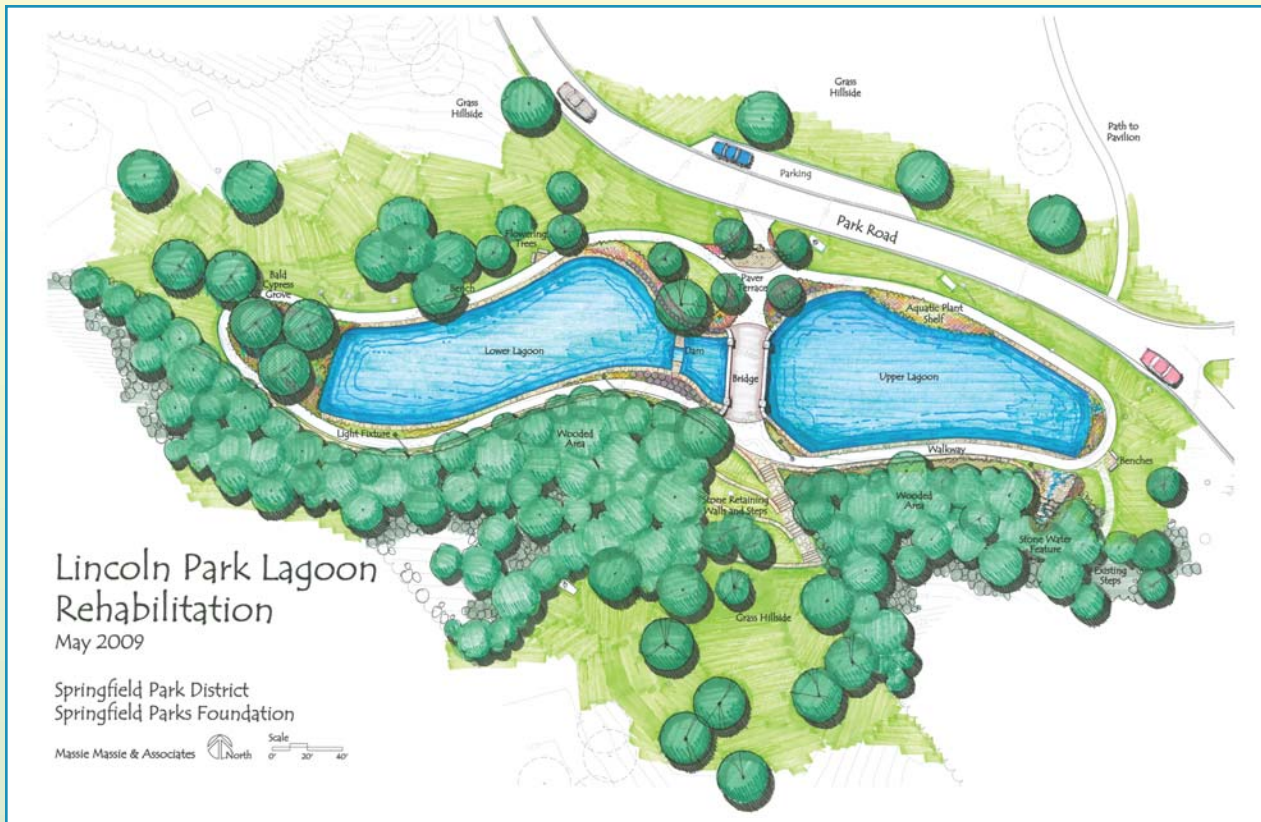 Grass
Hillside
Grass
Hillside
Path to
Pavilion
Parking
Park Road
Flowering
Trees
Bald
Cypress
Grove
Bench
Paver
Terrace
Aquatic Plant
Shelf
Lower Lagoon
Dam
Bridge
Upper Lagoon
Light Fixture
Wooded
Area
Walkway
Benches
Stone Retaining
Walls and Steps
Wooded
Area
Stone Water
Feature
Existing
Steps
Grass Hillside
Lincoln Park Lagoon
Rehabilitation
May 2009
Springfield Park District
Springfield Parks Foundation
Massie Massie & Associates
North
Scale
0' 20' 40'